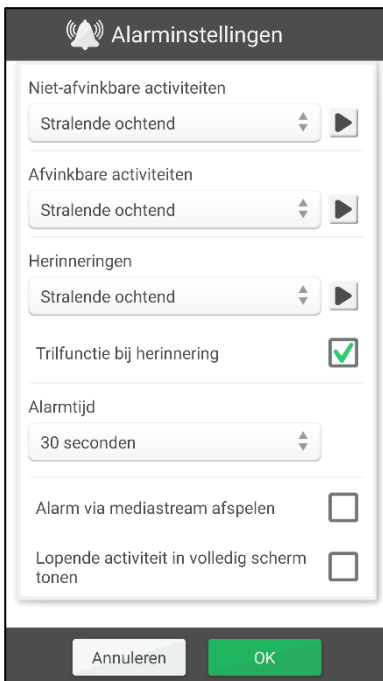 Alarminstellingen
Niet-afvinkbare activiteiten
Stralende ochtend
Afvinkbare activiteiten
Stralende ochtend
Herinneringen
Stralende ochtend
Trilfunctie bij herinnering
Alarmtijd
30 seconden
Alarm via mediastream afspelen
Lopende activiteit in volledig scherm
tonen
Annuleren
OK